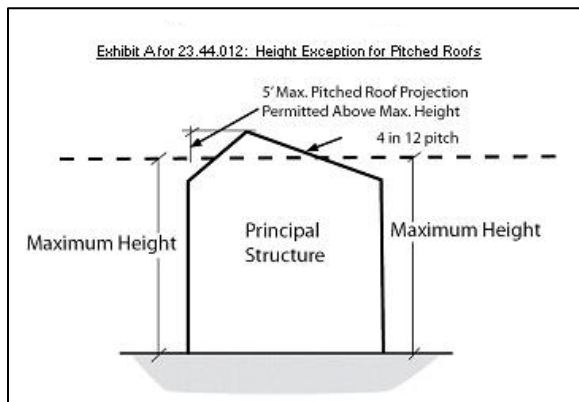 Exhibit A for 23.44.012: Height Exception for Pitched Roofs
5' Max. Pitched Roof Projection
Permitted Above Max. Height
4 in 12 pitch
Maximum Height
Principal
Structure
Maximum Height